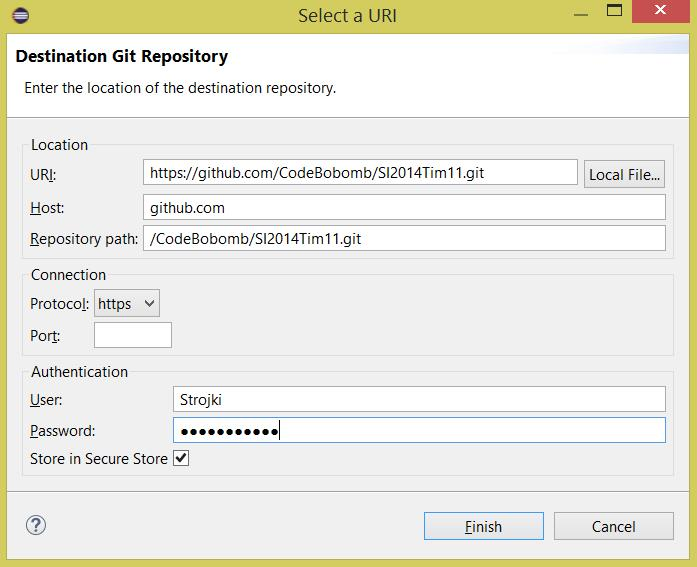 Select a URI
Destination Git Repository
Enter the location of the destination repository.
Location
URI: https://github.com/CodeBobomb/SI2014Tim11.git Local File...
Host: github.com
Repository path: /CodeBobomb/SI2014Tim11.git
Connection
Protocol: https
Port:
Authentication
User: Strojki
Password: ●●●●●●●●●●●
Store in Secure Store
Finish Cancel